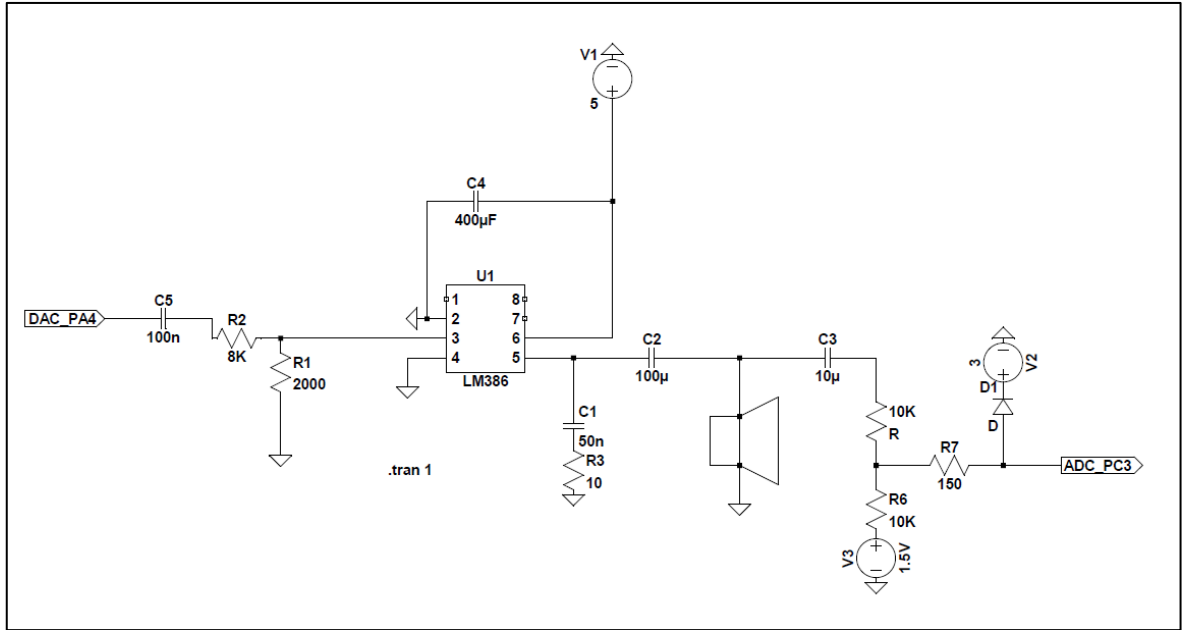 V1
5
C4
400µF
U1
1
8
2
7
3
6
4
5
LM386
DAC_PA4
C5
100n
R2
8K
R1
2000
C2
100µ
C3
10µ
C1
50n
R3
10
.tran 1
10K
R
R7
150
R6
10K
V3
1.5V
3
V2
D1
D
ADC_PC3